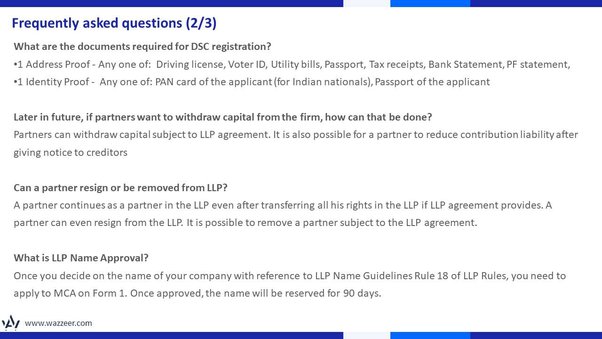 Frequently asked questions (2/3)
What are the documents required for DSC registration?
•1 Address Proof - Any one of:  Driving license, Voter ID, Utility bills, Passport, Tax receipts, Bank Statement, PF statement,
•1 Identity Proof -  Any one of: PAN card of the applicant (for Indian nationals), Passport of the applicant
Later in future, if partners want to withdraw capital from the firm, how can that be done?
Partners can withdraw capital subject to LLP agreement. It is also possible for a partner to reduce contribution liability after
giving notice to creditors
Can a partner resign or be removed from LLP?
A partner continues as a partner in the LLP even after transferring all his rights in the LLP if LLP agreement provides. A
partner can even resign from the LLP. It is possible to remove a partner subject to the LLP agreement.
What is LLP Name Approval?
Once you decide on the name of your company with reference to LLP Name Guidelines Rule 18 of LLP Rules, you need to
apply to MCA on Form 1. Once approved, the name will be reserved for 90 days.
www.wazzeer.com